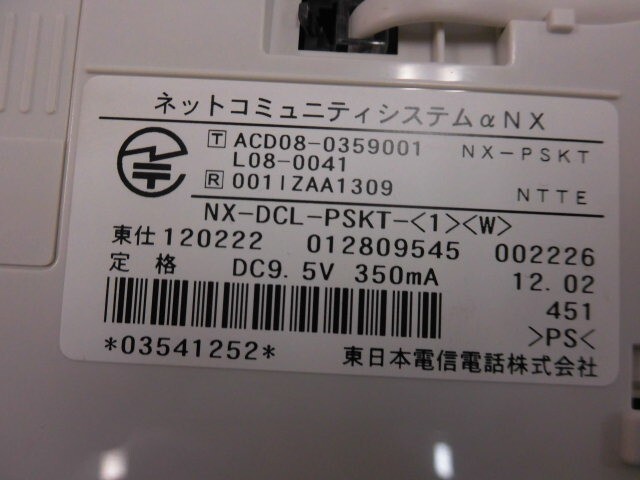 ネットコミュニティシステムαNX
T ACD08-0359001 NX-PSKT
L08-0041
R 001IZAA1309 NTTE
NX-DCL-PSKT-<1><W>
東仕 120222 012809545 002226
定 格 DC9.5V 350mA 12.02
451
>PS<
*03541252* 東日本電信電話株式会社